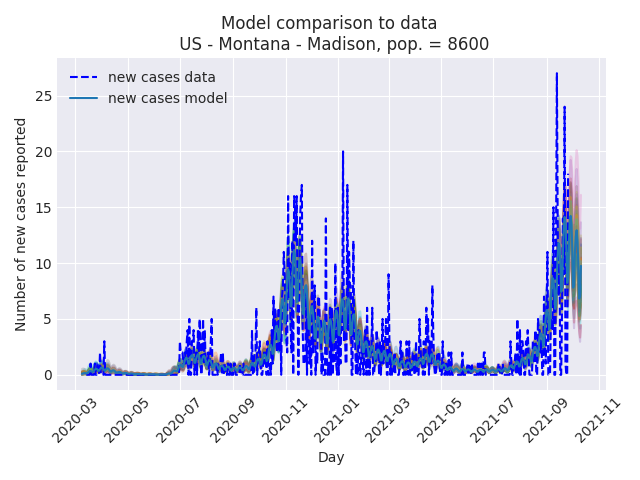 Model comparison to data
US - Montana - Madison, pop. = 8600
new cases data
new cases model
Number of new cases reported
25
20
15
10
5
0
2020-03
2020-05
2020-07
2020-09
2020-11
2021-01
2021-03
2021-05
2021-07
2021-09
2021-11
Day